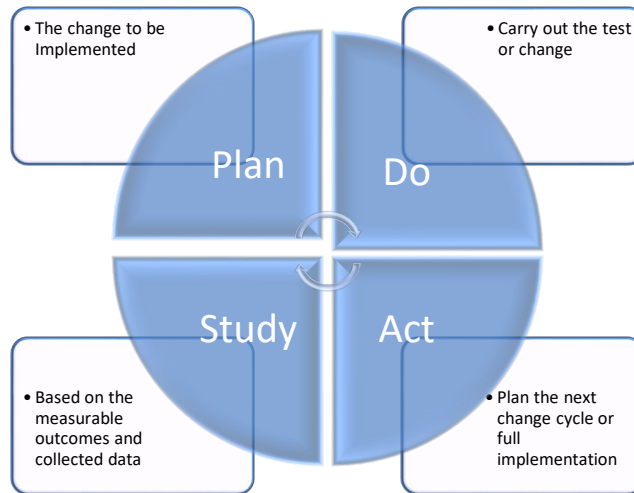 • The change to be
Implemented
• Carry out the test
or change
Plan
Do
Study
Act
• Based on the
measurable
outcomes and
collected data
• Plan the next
change cycle or
full
implementation